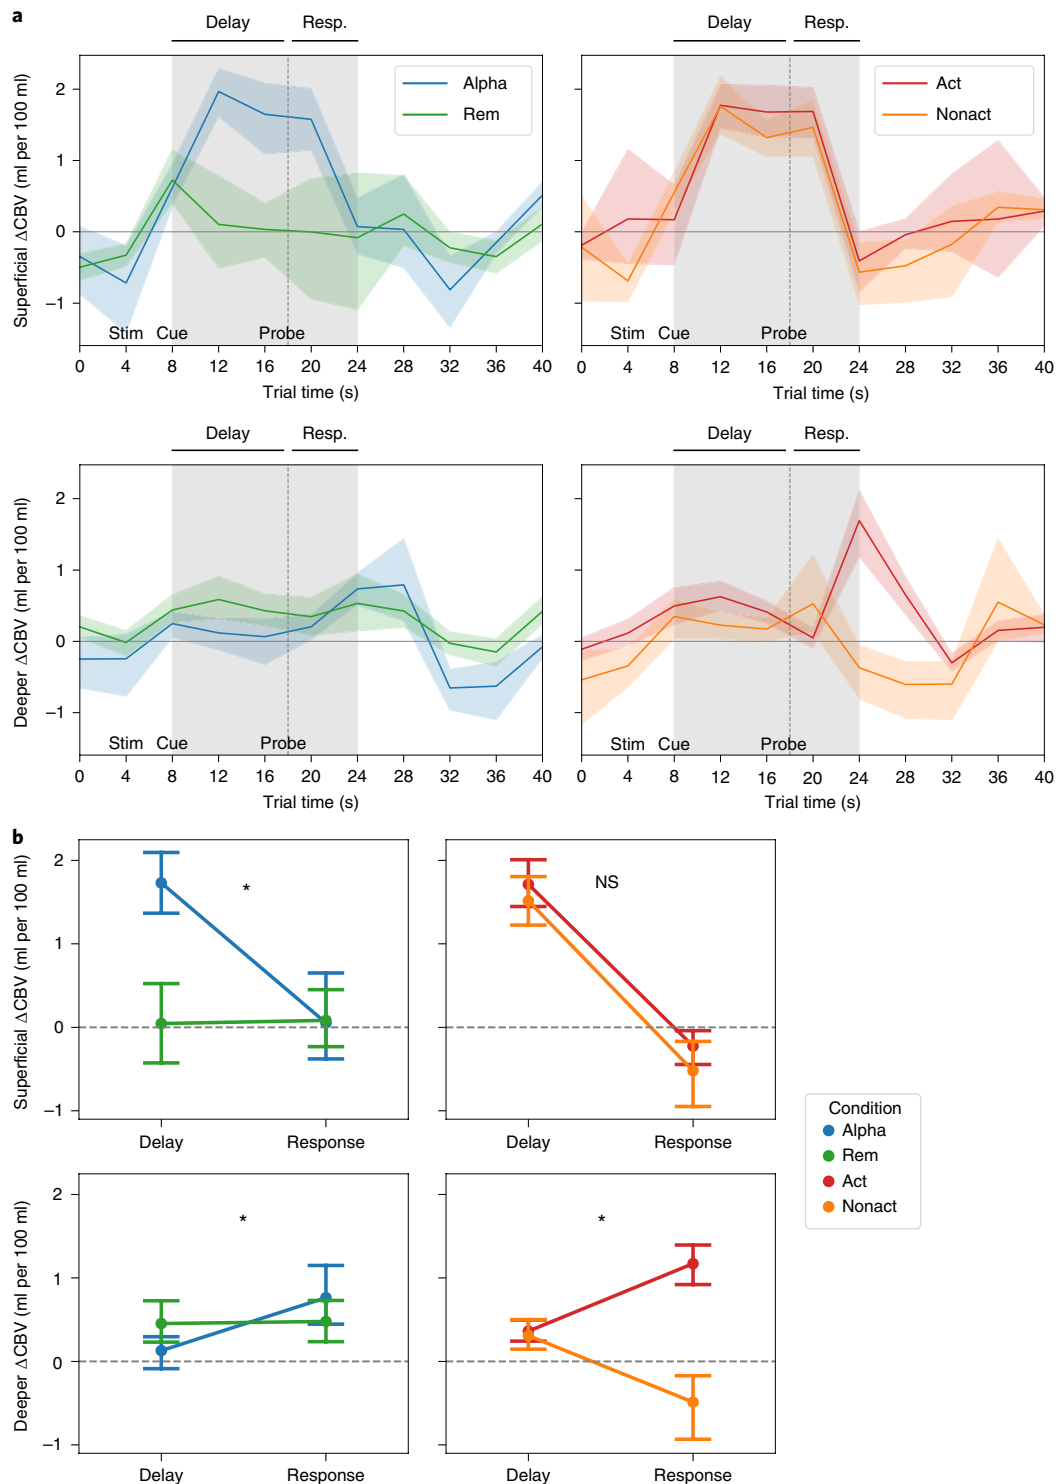 a
Delay Resp. Delay Resp.
Superficial ΔCBV (ml per 100 ml)
2
1
0
−1
Alpha
Rem
Act
Nonact
Stim Cue Probe
Stim Cue Probe
0 4 8 12 16 20 24 28 32 36 40
0 4 8 12 16 20 24 28 32 36 40
Trial time (s) Trial time (s)
Delay Resp. Delay Resp.
Deeper ΔCBV (ml per 100 ml)
2
1
0
−1
Stim Cue Probe
Stim Cue Probe
0 4 8 12 16 20 24 28 32 36 40
0 4 8 12 16 20 24 28 32 36 40
Trial time (s) Trial time (s)
b
Superficial ΔCBV (ml per 100 ml)
2
1
0
−1
*
NS
Delay Response Delay Response
Condition
Alpha
Rem
Act
Nonact
Deeper ΔCBV (ml per 100 ml)
2
1
0
−1
*
*
Delay Response Delay Response